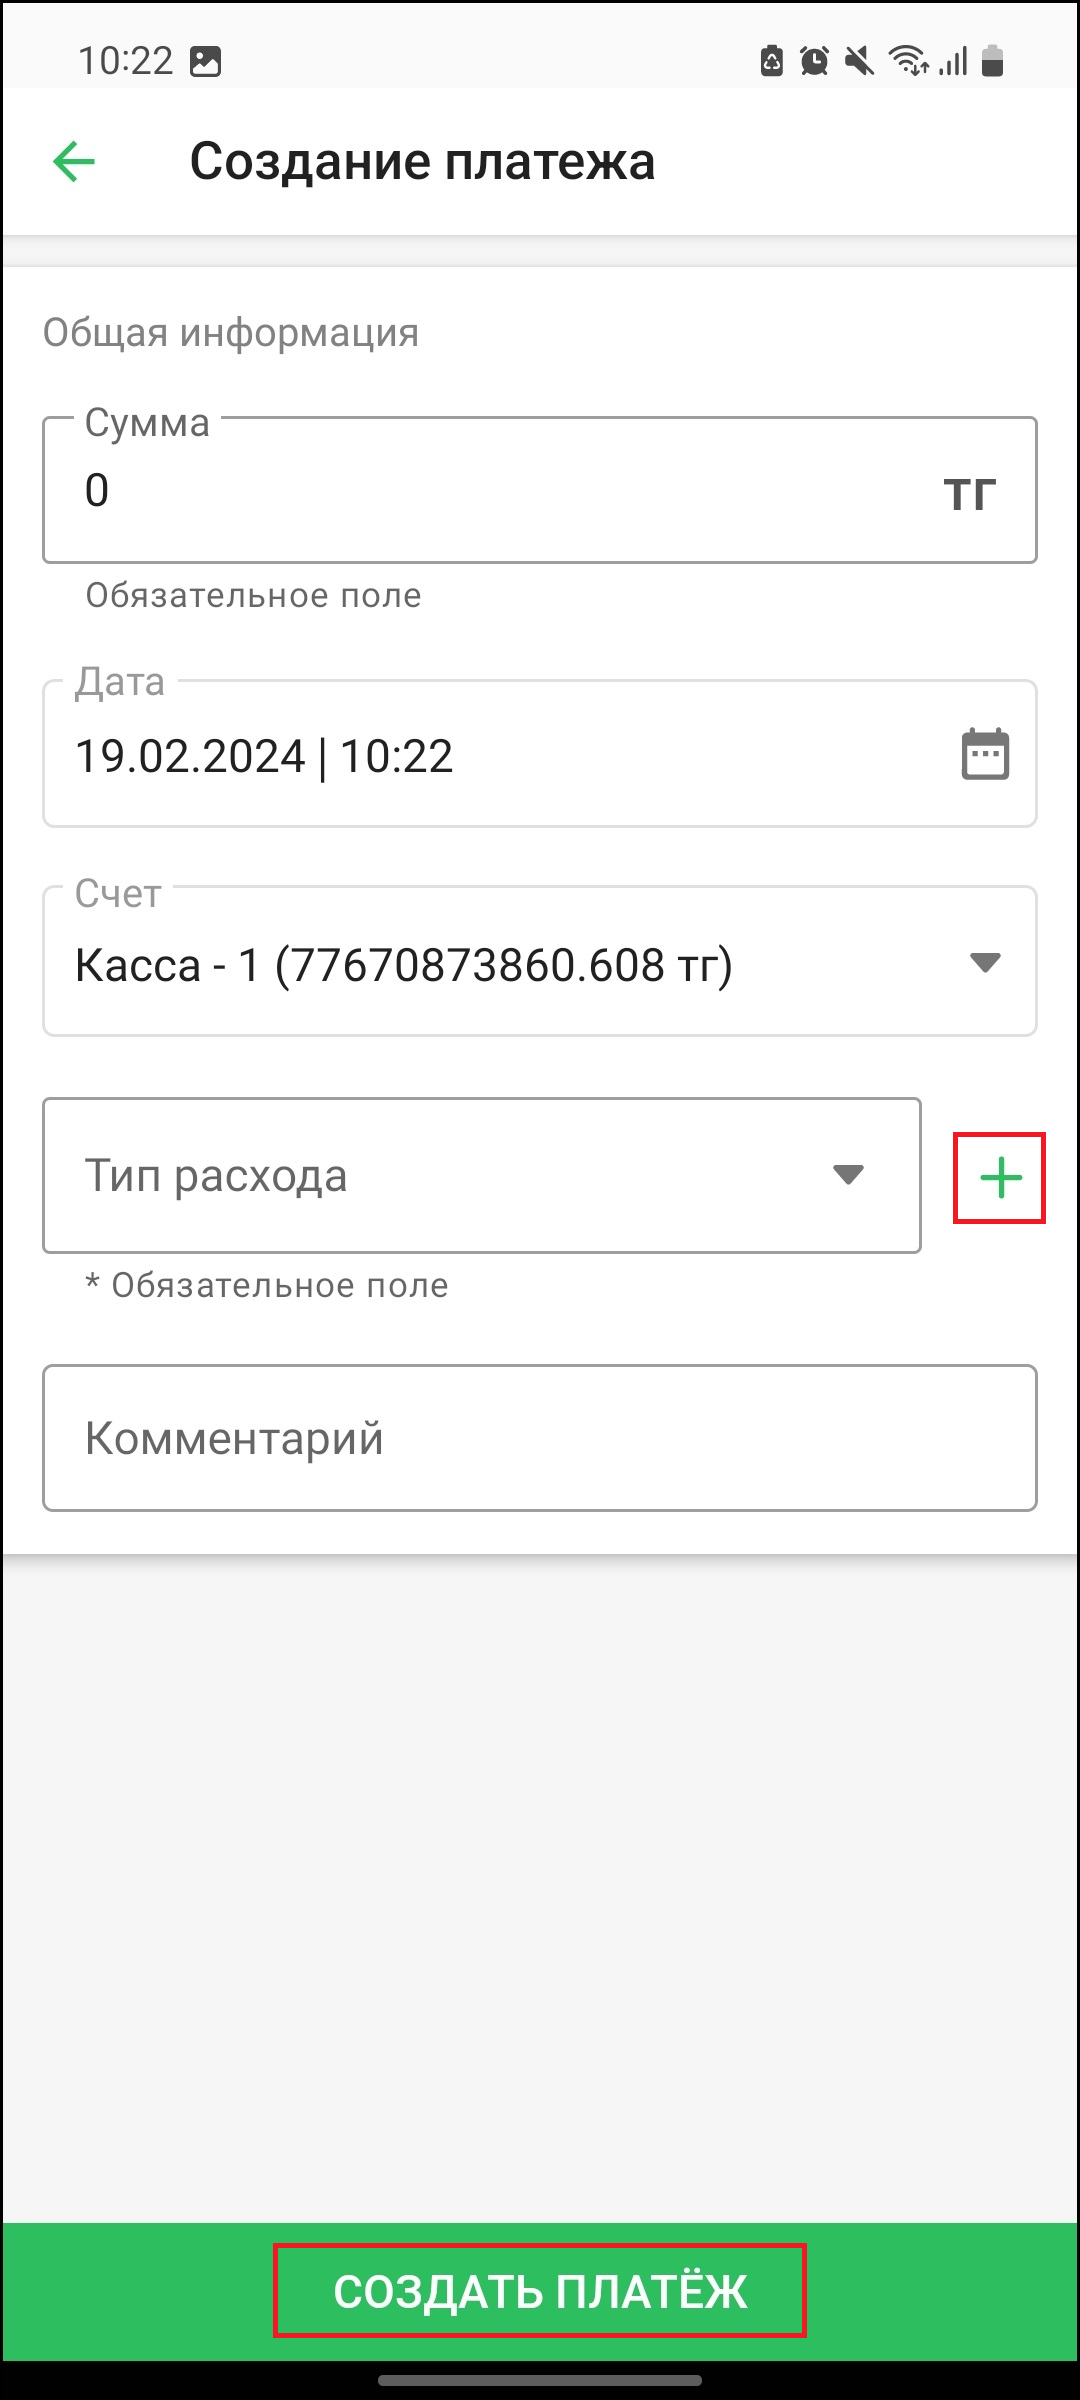 10:22
Создание платежа
Общая информация
Сумма
0 тг
Обязательное поле
Дата
19.02.2024 | 10:22
Счет
Касса - 1 (77670873860.608 тг)
Тип расхода
* Обязательное поле
Комментарий
СОЗДАТЬ ПЛАТЁЖ